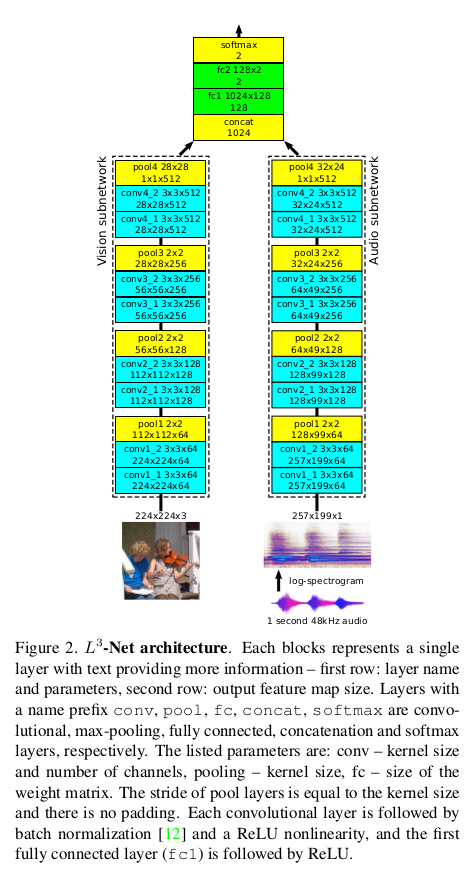 softmax
2
fc2 128x2
2
fc1 1024x128
128
concat
1024
Vision subnetwork
pool4 28x28
1x1x512
conv4_2 3x3x512
28x28x512
conv4_1 3x3x512
28x28x512
pool3 2x2
28x28x256
conv3_2 3x3x256
56x56x256
conv3_1 3x3x256
56x56x256
pool2 2x2
56x56x128
conv2_2 3x3x128
112x112x128
conv2_1 3x3x128
112x112x128
pool1 2x2
112x112x64
conv1_2 3x3x64
224x224x64
conv1_1 3x3x64
224x224x64
224x224x3
Audio subnetwork
pool4 32x24
1x1x512
conv4_2 3x3x512
32x24x512
conv4_1 3x3x512
32x24x512
pool3 2x2
32x24x256
conv3_2 3x3x256
64x49x256
conv3_1 3x3x256
64x49x256
pool2 2x2
64x49x128
conv2_2 3x3x128
128x99x128
conv2_1 3x3x128
128x99x128
pool1 2x2
128x99x64
conv1_2 3x3x64
257x199x64
conv1_1 3x3x64
257x199x64
257x199x1
log-spectrogram
1 second 48kHz audio
Figure 2. L³-Net architecture. Each blocks represents a single
layer with text providing more information – first row: layer name
and parameters, second row: output feature map size. Layers with
a name prefix conv, pool, fc, concat, softmax are convo-
lutional, max-pooling, fully connected, concatenation and softmax
layers, respectively. The listed parameters are: conv – kernel size
and number of channels, pooling – kernel size, fc – size of the
weight matrix. The stride of pool layers is equal to the kernel size
and there is no padding. Each convolutional layer is followed by
batch normalization [12] and a ReLU nonlinearity, and the first
fully connected layer (fc1) is followed by ReLU.